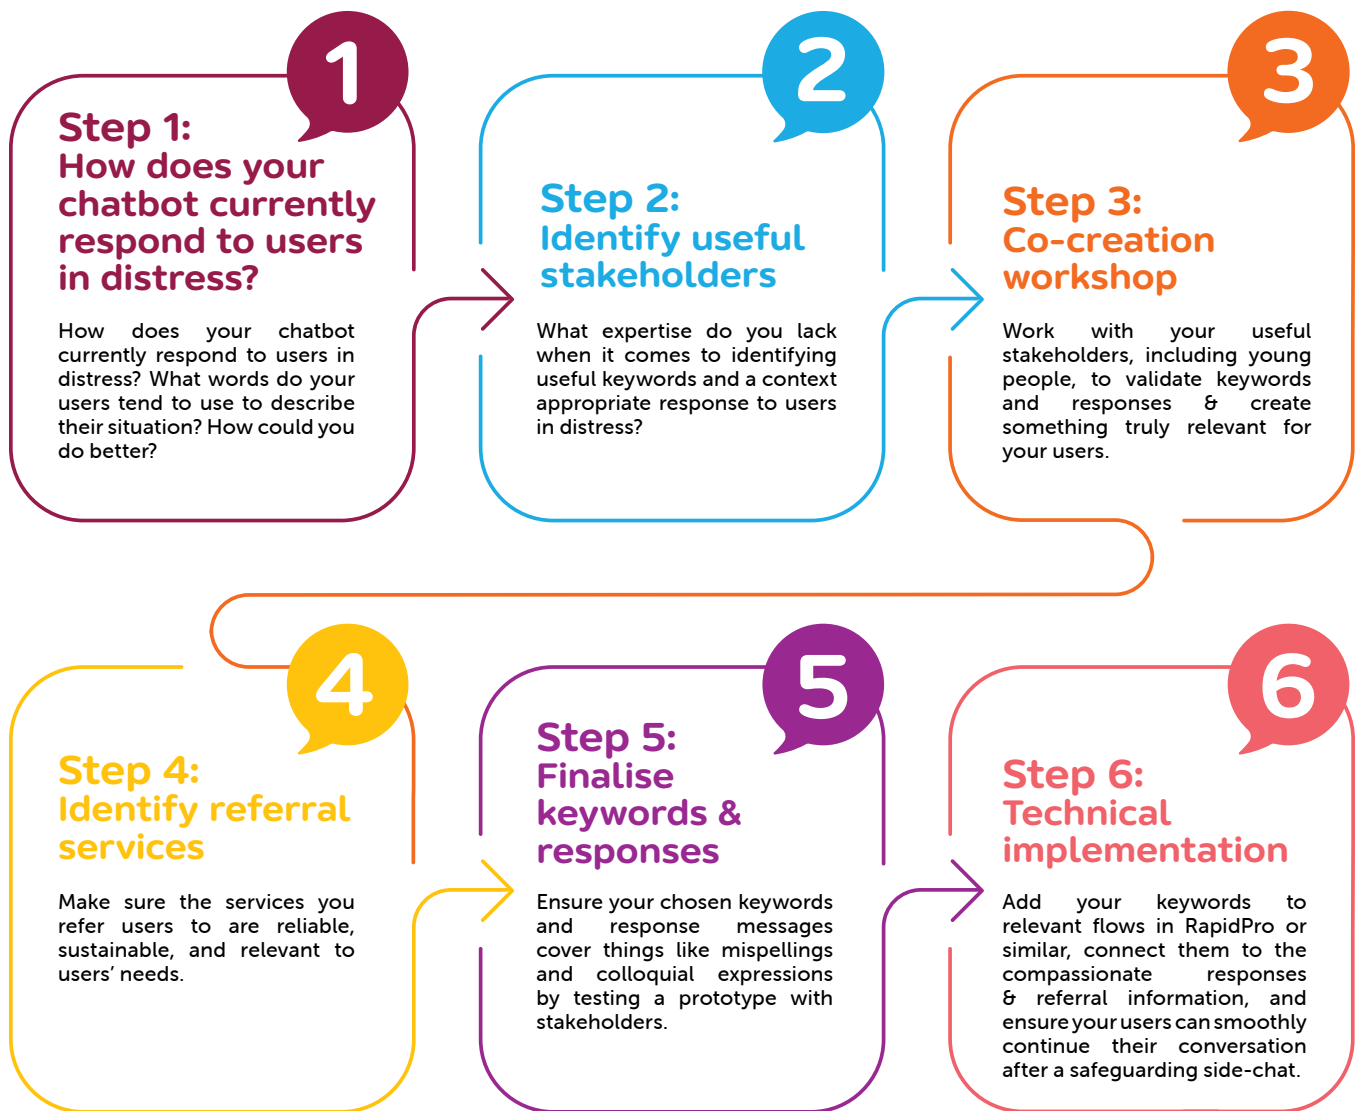 1
Step 1:
How does your
chatbot currently
respond to users
in distress?
How does your chatbot
currently respond to users in
distress? What words do your
users tend to use to describe
their situation? How could you
do better?
2
Step 2:
Identify useful
stakeholders
What expertise do you lack
when it comes to identifying
useful keywords and a context
appropriate response to users
in distress?
3
Step 3:
Co-creation
workshop
Work with your useful
stakeholders, including young
people, to validate keywords
and responses & create
something truly relevant for
your users.
4
Step 4:
Identify referral
services
Make sure the services you
refer users to are reliable,
sustainable, and relevant to
users’ needs.
5
Step 5:
Finalise
keywords &
responses
Ensure your chosen keywords
and response messages
cover things like mispellings
and colloquial expressions
by testing a prototype with
stakeholders.
6
Step 6:
Technical
implementation
Add your keywords to
relevant flows in RapidPro or
similar, connect them to the
compassionate responses
& referral information, and
ensure your users can smoothly
continue their conversation
after a safeguarding side-chat.